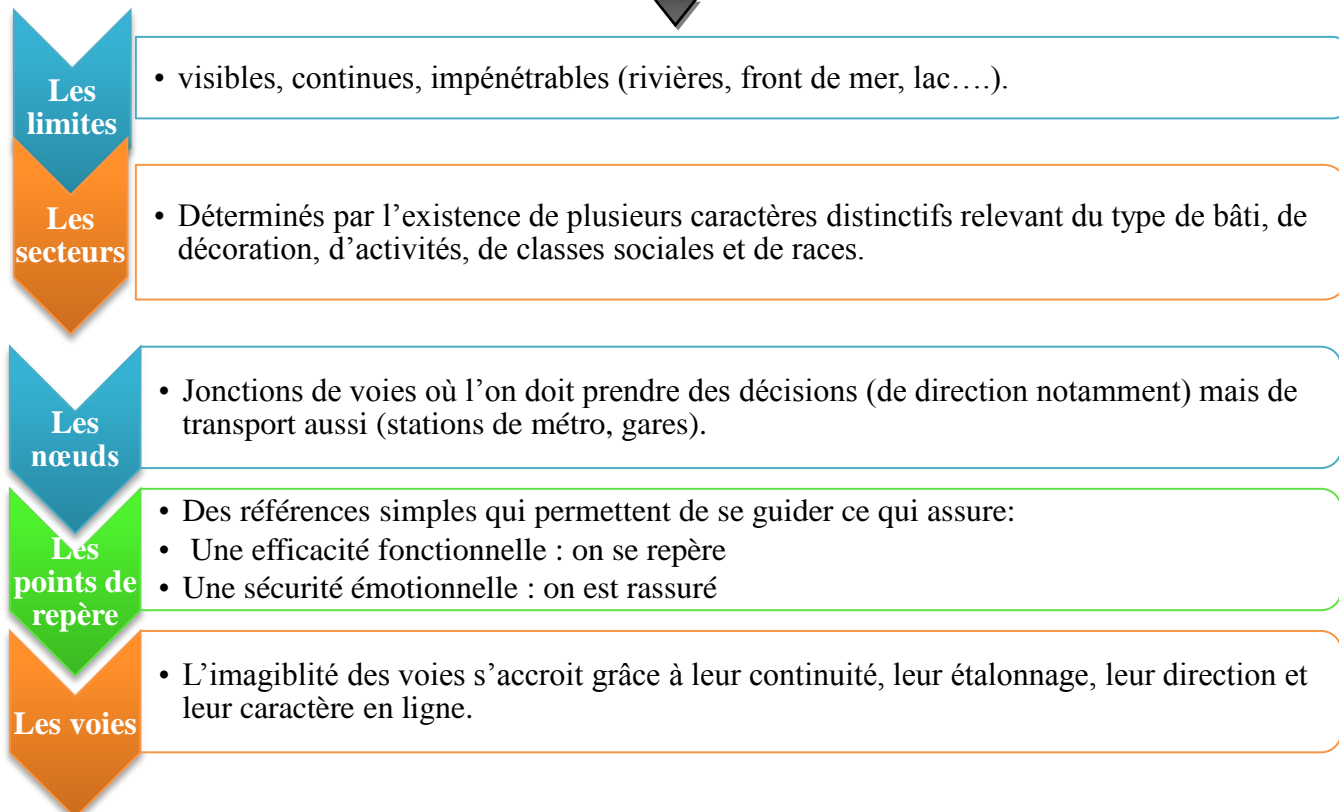 Les
limites
• visibles, continues, impénétrables (rivières, front de mer, lac….).
Les
secteurs
• Déterminés par l’existence de plusieurs caractères distinctifs relevant du type de bâti, de
décoration, d’activités, de classes sociales et de races.
Les
nœuds
• Jonctions de voies où l’on doit prendre des décisions (de direction notamment) mais de
transport aussi (stations de métro, gares).
Les
points de
repère
• Des références simples qui permettent de se guider ce qui assure:
• Une efficacité fonctionnelle : on se repère
• Une sécurité émotionnelle : on est rassuré
Les voies
• L’imagiblité des voies s’accroit grâce à leur continuité, leur étalonnage, leur direction et
leur caractère en ligne.